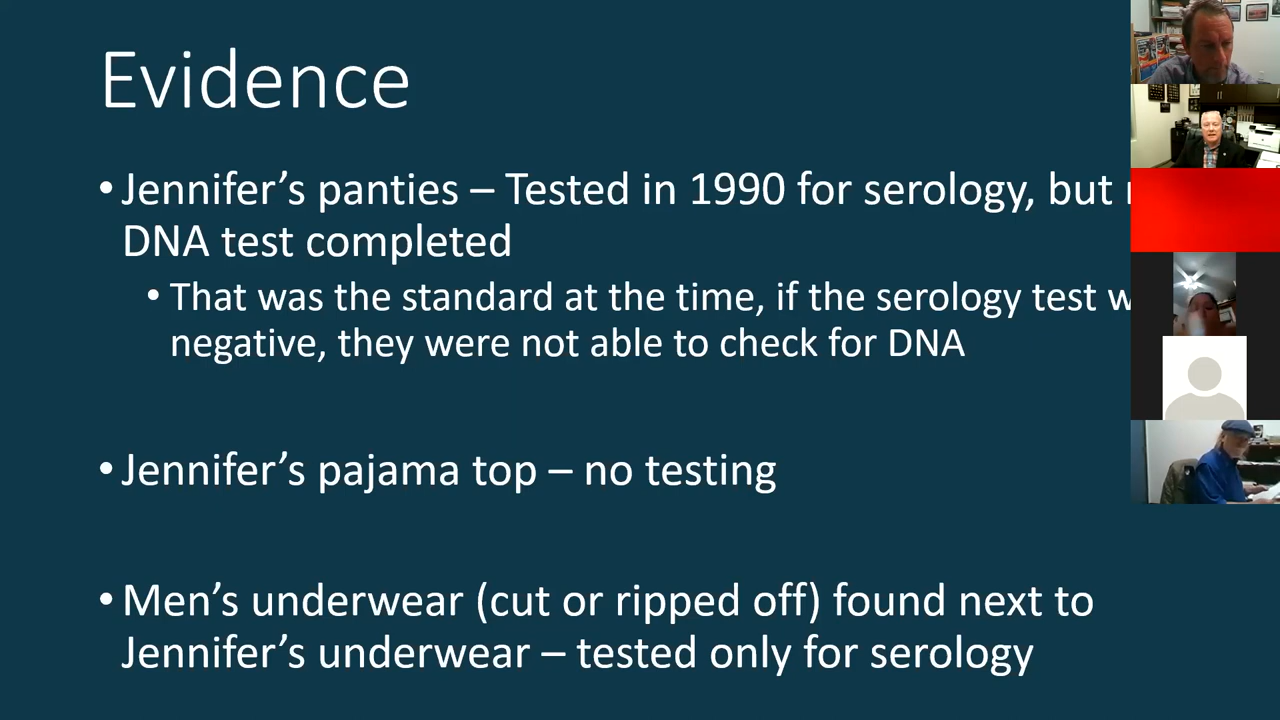 Evidence
• Jennifer’s panties – Tested in 1990 for serology, but
DNA test completed
• That was the standard at the time, if the serology test
negative, they were not able to check for DNA
• Jennifer’s pajama top – no testing
• Men’s underwear (cut or ripped off) found next to
Jennifer’s underwear – tested only for serology